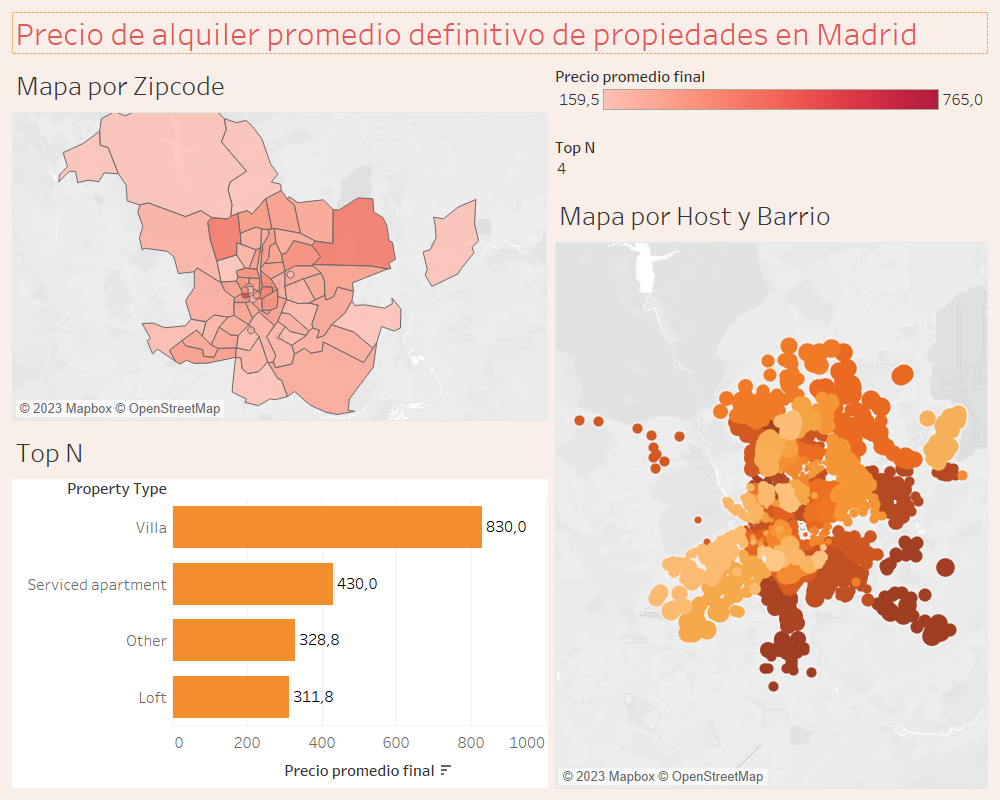 Precio de alquiler promedio definitivo de propiedades en Madrid
Mapa por Zipcode
© 2023 Mapbox © OpenStreetMap
Precio promedio final
159,5 765,0
Top N
4
Top N
Property Type
Villa 830,0
Serviced apartment 430,0
Other 328,8
Loft 311,8
0 200 400 600 800 1000
Precio promedio final
Mapa por Host y Barrio
© 2023 Mapbox © OpenStreetMap